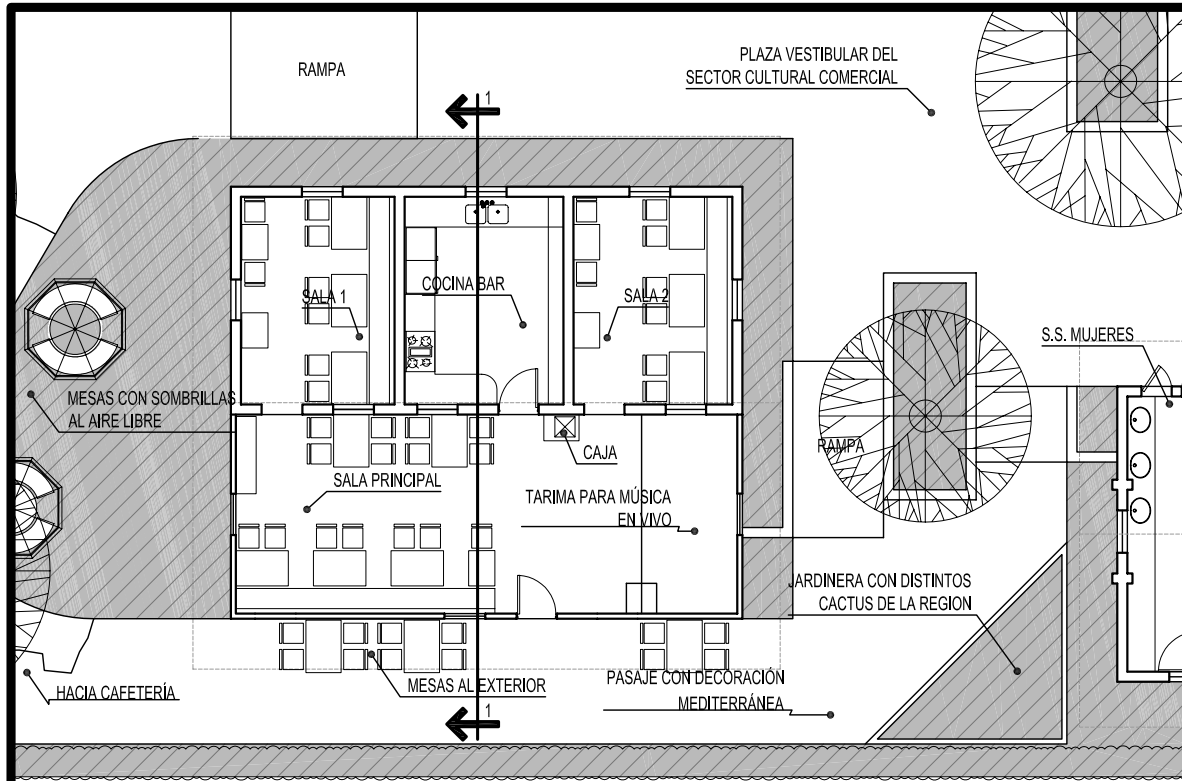 PLAZA VESTIBULAR DEL
SECTOR CULTURAL COMERCIAL
RAMPA
1
SALA 1
COCINA BAR
SALA 2
S.S. MUJERES
MESAS CON SOMBRILLAS
AL AIRE LIBRE
CAJA
RAMPA
SALA PRINCIPAL
TARIMA PARA MÚSICA
EN VIVO
JARDINERA CON DISTINTOS
CACTUS DE LA REGION
HACIA CAFETERÍA
MESAS AL EXTERIOR
PASAJE CON DECORACIÓN
MEDITERRÁNEA
1